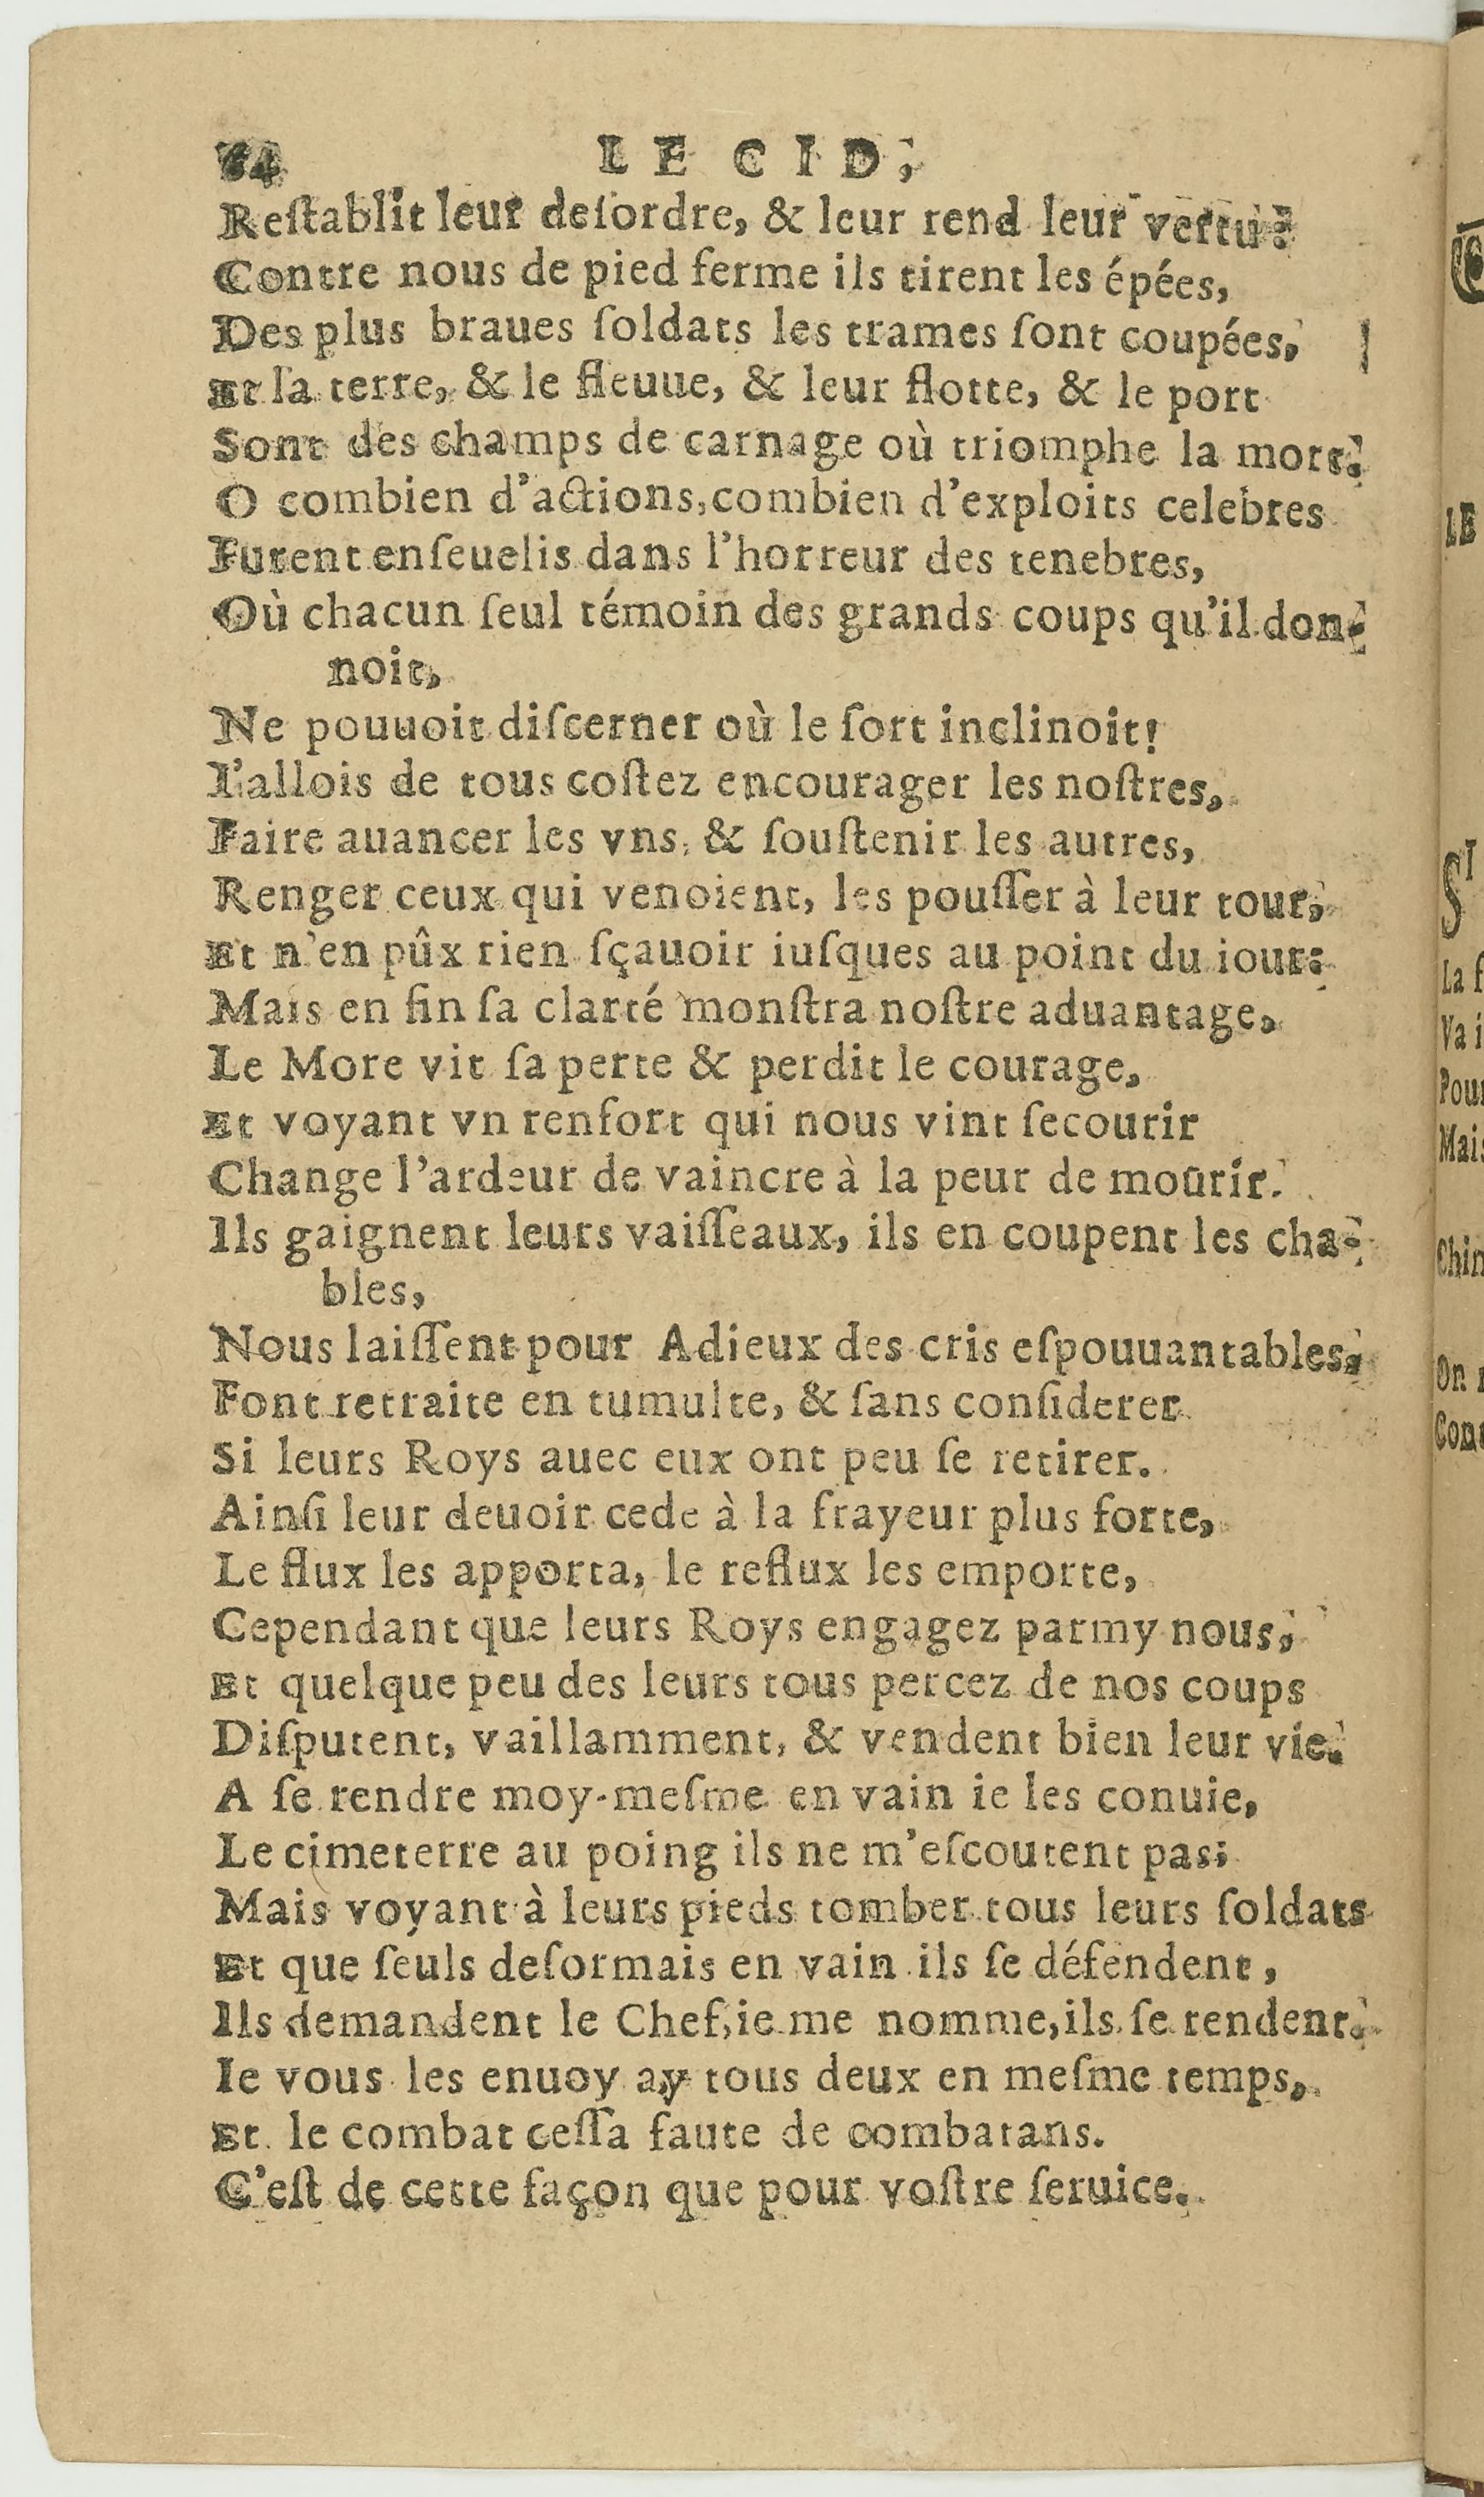 64 LE CID,
Reſtablit leur deſordre, & leur rend leur vertu:
Contre nous de pied ferme ils tirent les épées,
Des plus braues ſoldats les trames ſont coupées,
Et la terre, & le fleuue, & leur flotte, & le port
Sont des champs de carnage où triomphe la mort.
O combien d'actions, combien d'exploits celebres
Furent enſeuelis dans l'horreur des tenebres,
Où chacun ſeul témoin des grands coups qu'il don-
noit,
Ne pouuoit diſcerner où le ſort inclinoit!
I'allois de tous coſtez encourager les noſtres,
Faire auancer les vns, & ſouſtenir les autres,
Renger ceux qui venoient, les pouſſer à leur tour,
Et n'en pûx rien ſçauoir iuſques au point du iour:
Mais en fin ſa clarté monſtra noſtre aduantage,
Le More vit ſa perte & perdit le courage,
Et voyant vn renfort qui nous vint ſecourir
Change l'ardeur de vaincre à la peur de mourir.
Ils gaignent leurs vaiſſeaux, ils en coupent les cha-
bles,
Nous laiſſent pour Adieux des cris eſpouuantables,
Font retraite en tumulte, & ſans conſiderer
Si leurs Roys auec eux ont peu ſe retirer.
Ainſi leur deuoir cede à la frayeur plus forte,
Le flux les apporta, le reflux les emporte,
Cependant que leurs Roys engagez parmy nous,
Et quelque peu des leurs tous percez de nos coups
Diſputent, vaillamment, & vendent bien leur vie.
A ſe rendre moy-meſme en vain ie les conuie,
Le cimeterre au poing ils ne m'eſcoutent pas;
Mais voyant à leurs pieds tomber tous leurs ſoldats
Et que ſeuls deſormais en vain ils ſe défendent,
Ils demandent le Chef, ie me nomme, ils ſe rendent.
Ie vous les enuoy ay tous deux en meſme temps,
Et le combat ceſſa faute de combatans.
C'eſt de cette façon que pour voſtre ſeruice.
LE
La
Va
Pour
Mais
Chim
On
Cont